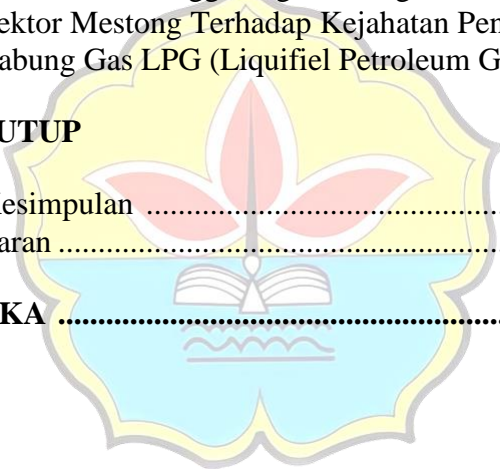 ektor Mestong Terhadap Kejahatan Pen
abung Gas LPG (Liquifiel Petroleum G
UTUP
esimpulan ..........................................
aran .....................................................
KA .......................................................